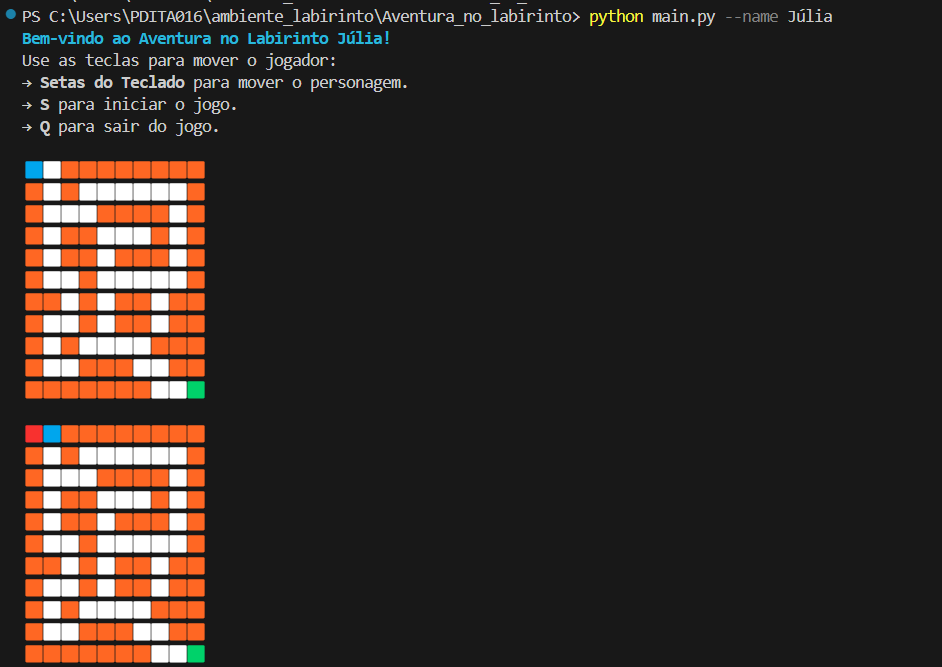 PS C:\Users\PDITA016\ambiente_labirinto\Aventura_no_labirinto> python main.py --name Júlia
Bem-vindo ao Aventura no Labirinto Júlia!
Use as teclas para mover o jogador:
→ Setas do Teclado para mover o personagem.
→ S para iniciar o jogo.
→ Q para sair do jogo.